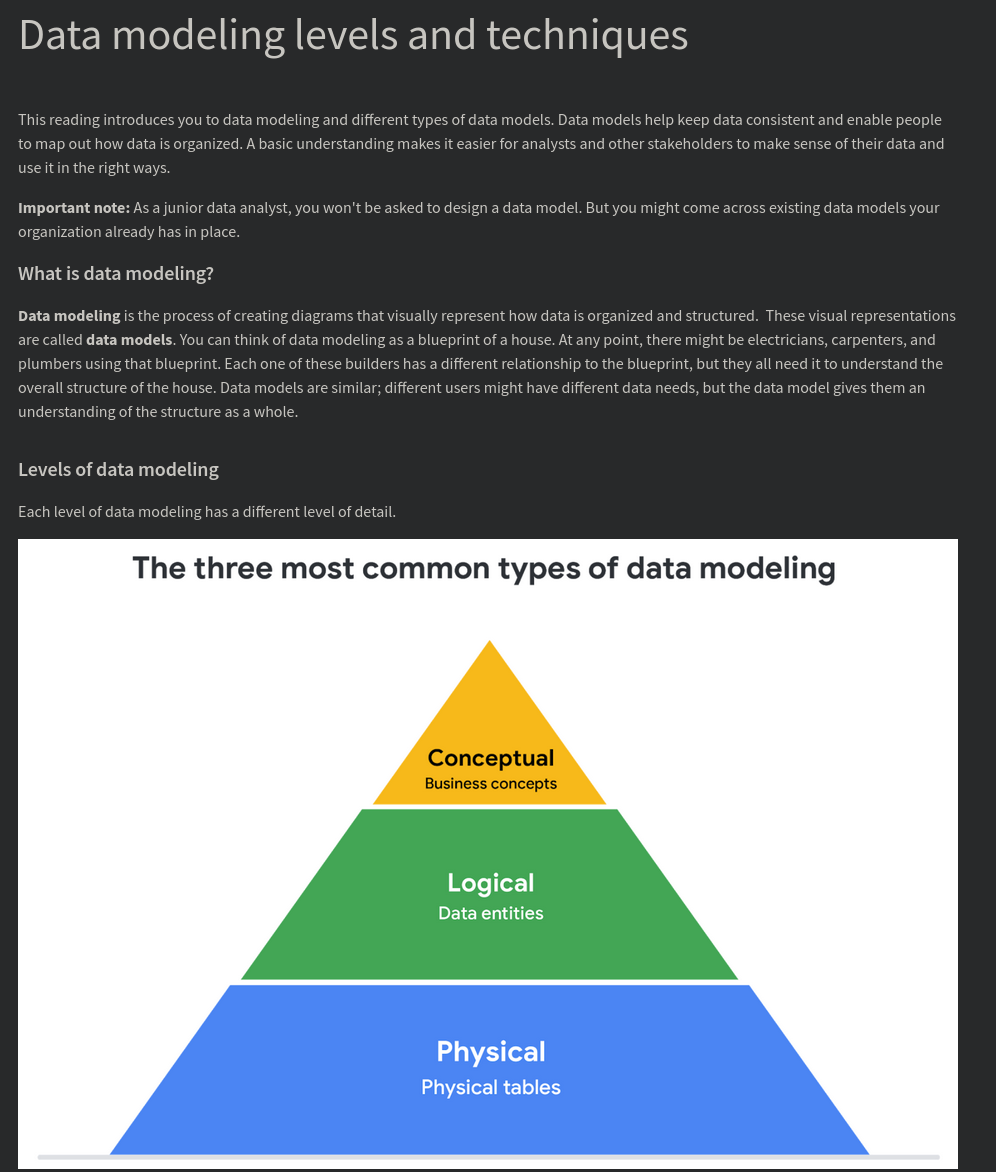 Data modeling levels and techniques
This reading introduces you to data modeling and different types of data models. Data models help keep data consistent and enable people
to map out how data is organized. A basic understanding makes it easier for analysts and other stakeholders to make sense of their data and
use it in the right ways.
Important note: As a junior data analyst, you won't be asked to design a data model. But you might come across existing data models your
organization already has in place.
What is data modeling?
Data modeling is the process of creating diagrams that visually represent how data is organized and structured.  These visual representations
are called data models. You can think of data modeling as a blueprint of a house. At any point, there might be electricians, carpenters, and
plumbers using that blueprint. Each one of these builders has a different relationship to the blueprint, but they all need it to understand the
overall structure of the house. Data models are similar; different users might have different data needs, but the data model gives them an
understanding of the structure as a whole.
Levels of data modeling
Each level of data modeling has a different level of detail.
The three most common types of data modeling
Conceptual
Business concepts
Logical
Data entities
Physical
Physical tables